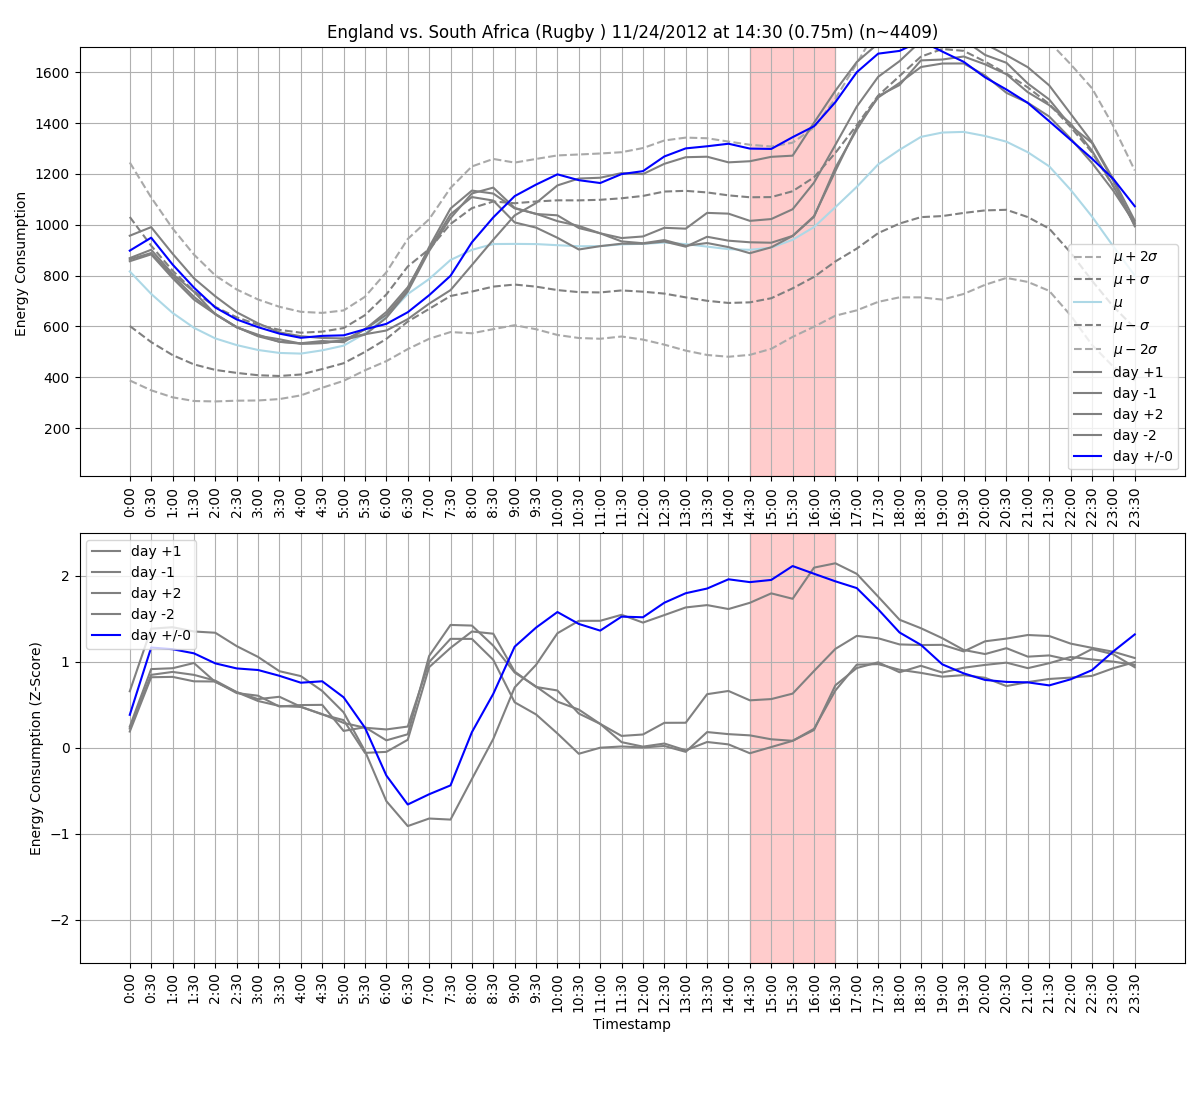 England vs. South Africa (Rugby ) 11/24/2012 at 14:30 (0.75m) (n~4409)
Energy Consumption
1600
1400
1200
1000
800
600
400
200
μ + 2σ
μ + σ
μ
μ − σ
μ − 2σ
day +1
day -1
day +2
day -2
day +/-0
0:00 0:30 1:00 1:30 2:00 2:30 3:00 3:30 4:00 4:30 5:00 5:30 6:00 6:30 7:00 7:30 8:00 8:30 9:00 9:30 10:00 10:30 11:00 11:30 12:00 12:30 13:00 13:30 14:00 14:30 15:00 15:30 16:00 16:30 17:00 17:30 18:00 18:30 19:00 19:30 20:00 20:30 21:00 21:30 22:00 22:30 23:00 23:30
Energy Consumption (Z-Score)
2
1
0
−1
−2
day +1
day -1
day +2
day -2
day +/-0
0:00 0:30 1:00 1:30 2:00 2:30 3:00 3:30 4:00 4:30 5:00 5:30 6:00 6:30 7:00 7:30 8:00 8:30 9:00 9:30 10:00 10:30 11:00 11:30 12:00 12:30 13:00 13:30 14:00 14:30 15:00 15:30 16:00 16:30 17:00 17:30 18:00 18:30 19:00 19:30 20:00 20:30 21:00 21:30 22:00 22:30 23:00 23:30
Timestamp